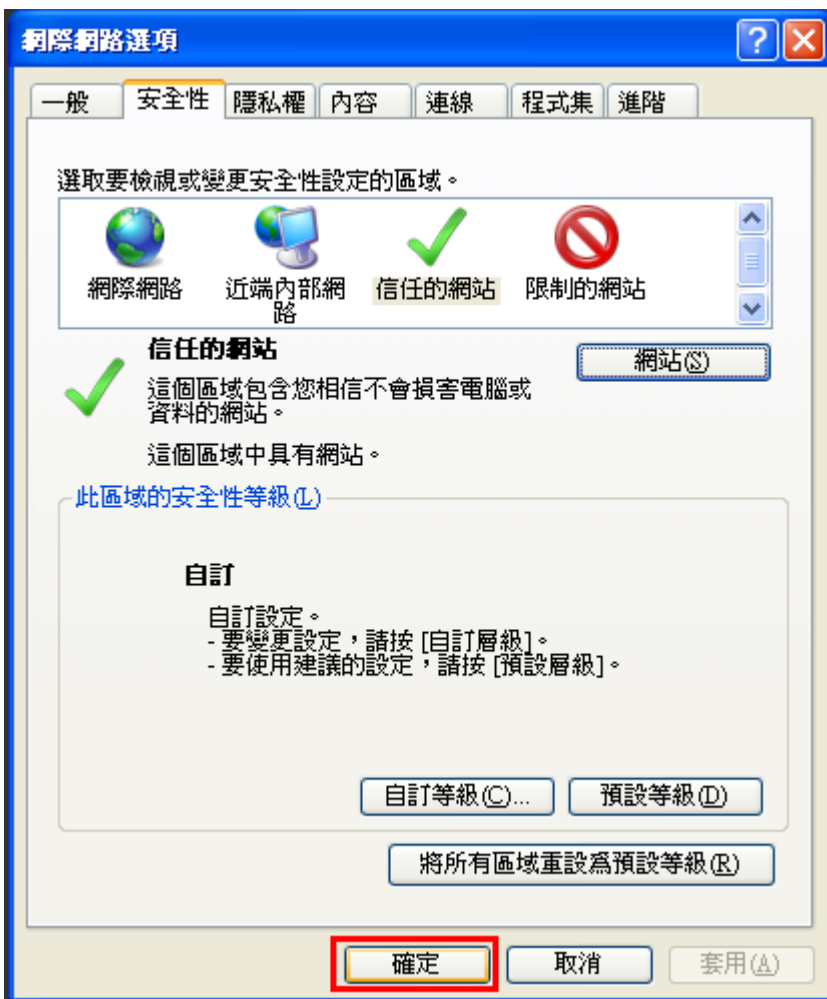 網際網路選項
一般 安全性 隱私權 內容 連線 程式集 進階
選取要檢視或變更安全性設定的區域。
網際網路 近端內部網路 信任的網站 限制的網站
信任的網站
網站(S)
這個區域包含您相信不會損害電腦或
資料的網站。
這個區域中具有網站。
此區域的安全性等級(L)
自訂
自訂設定。
- 要變更設定，請按 [自訂層級]。
- 要使用建議的設定，請按 [預設層級]。
自訂等級(C)... 預設等級(D)
將所有區域重設為預設等級(R)
確定 取消 套用(A)